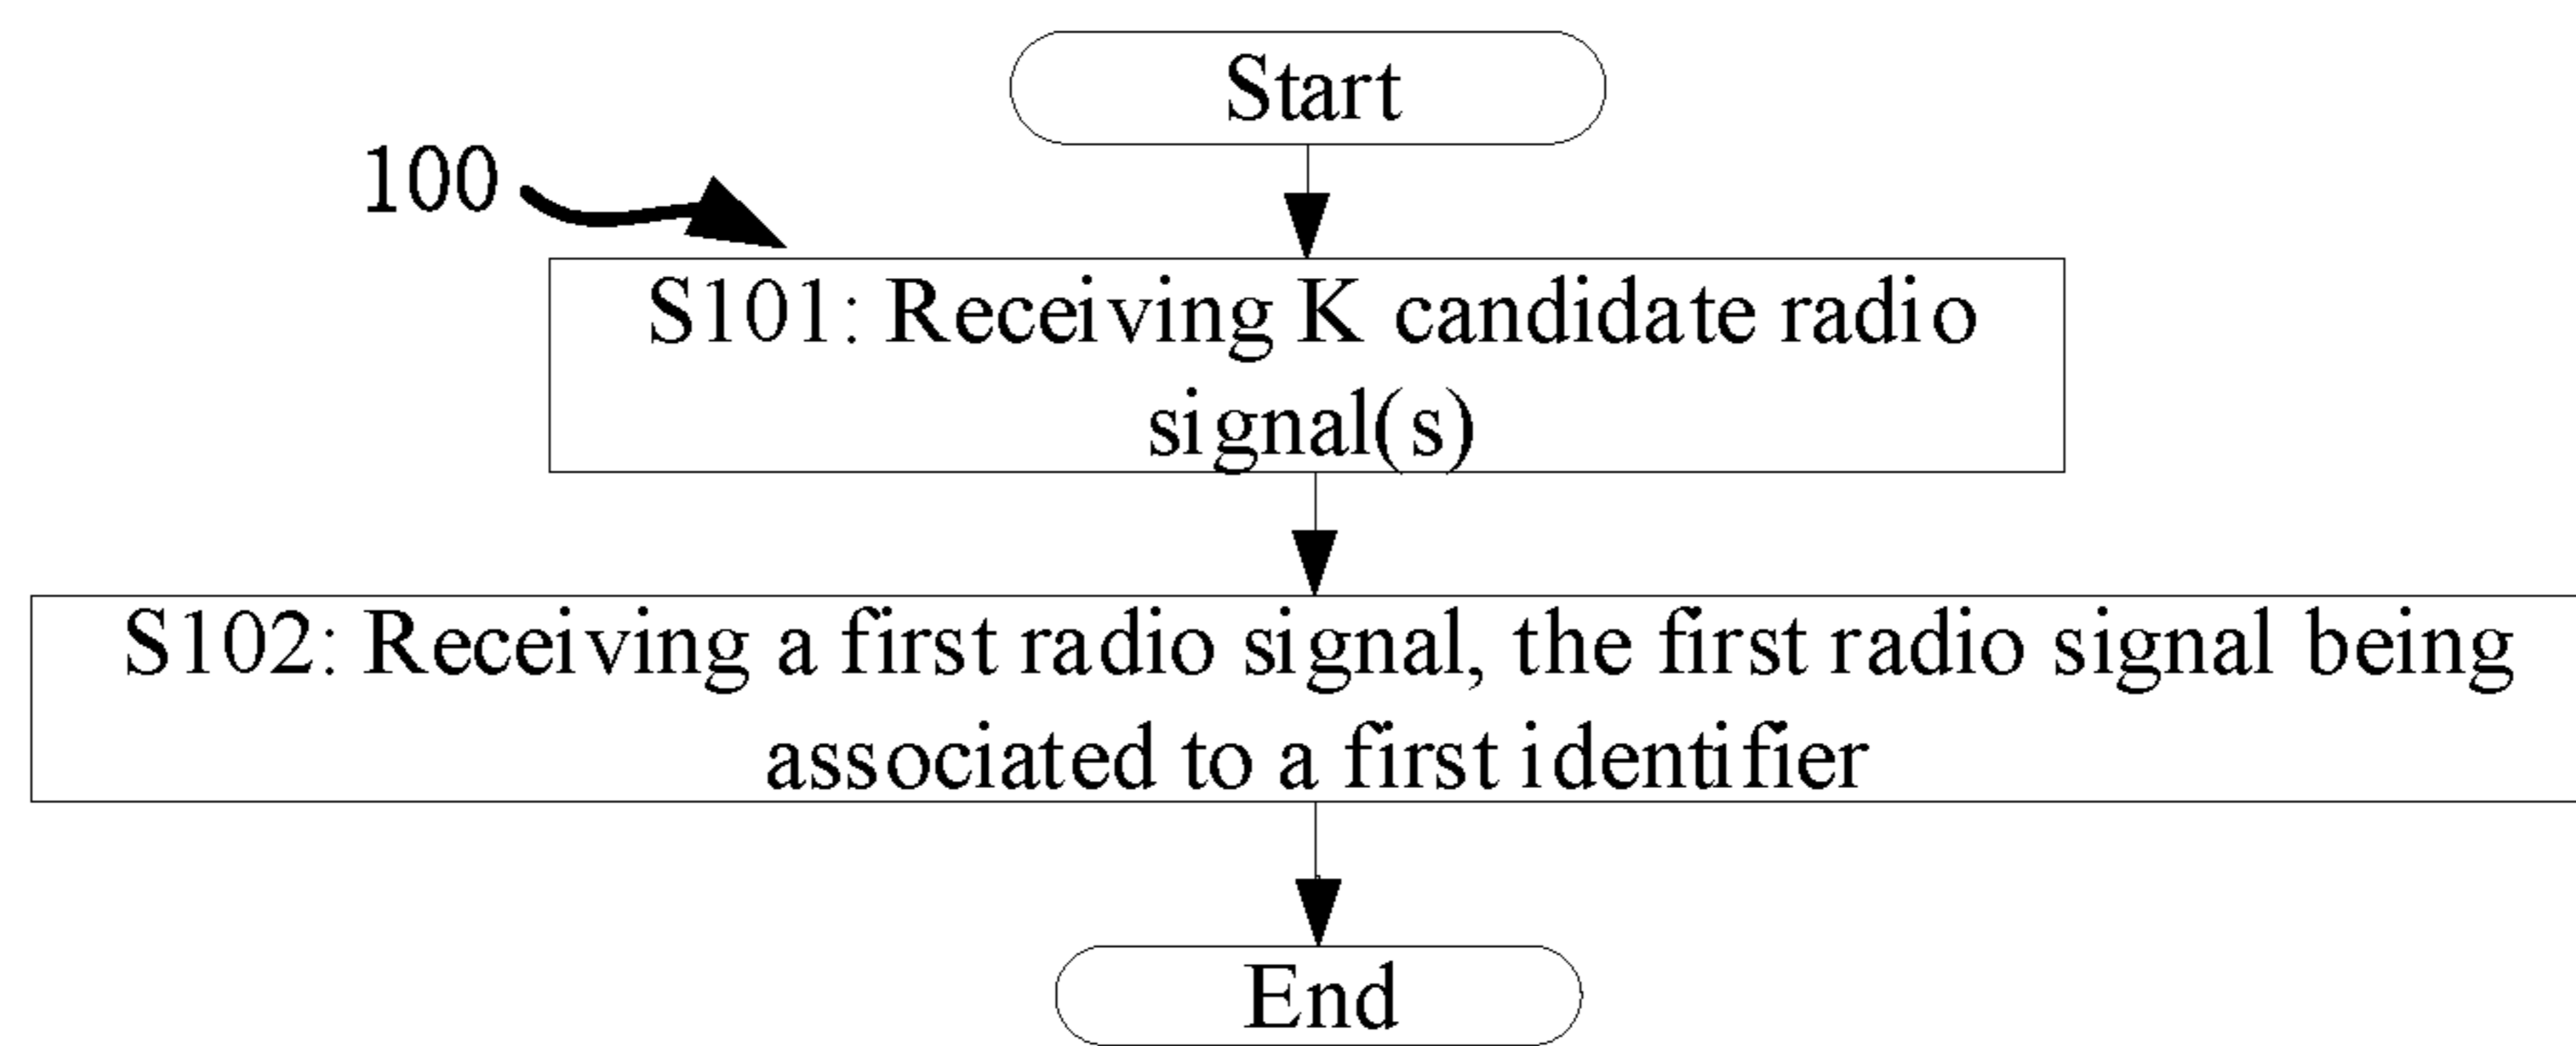 Start
100
S101: Receiving K candidate radio
signal(s)
S102: Receiving a first radio signal, the first radio signal being
associated to a first identifier
End